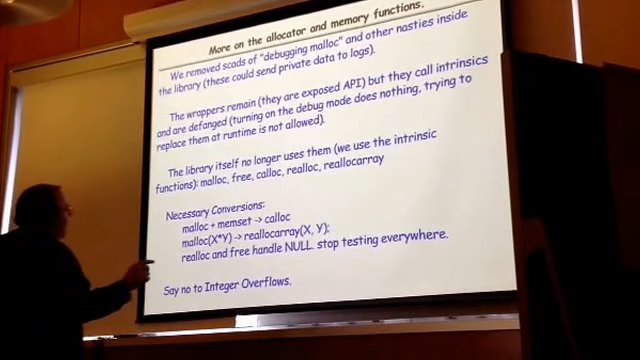 More on the allocator and memory functions.
We removed scads of "debugging malloc" and other nasties inside
the library (these could send private data to logs).
The wrappers remain (they are exposed API) but they call intrinsics
and are defanged (turning on the debug mode does nothing, trying to
replace them at runtime is not allowed).
The library itself no longer uses them (we use the intrinsic
functions): malloc, free, calloc, realloc, reallocarray
Necessary Conversions:
malloc + memset -> calloc
malloc(X*Y) -> reallocarray(X, Y);
realloc and free handle NULL. stop testing everywhere.
Say no to Integer Overflows.